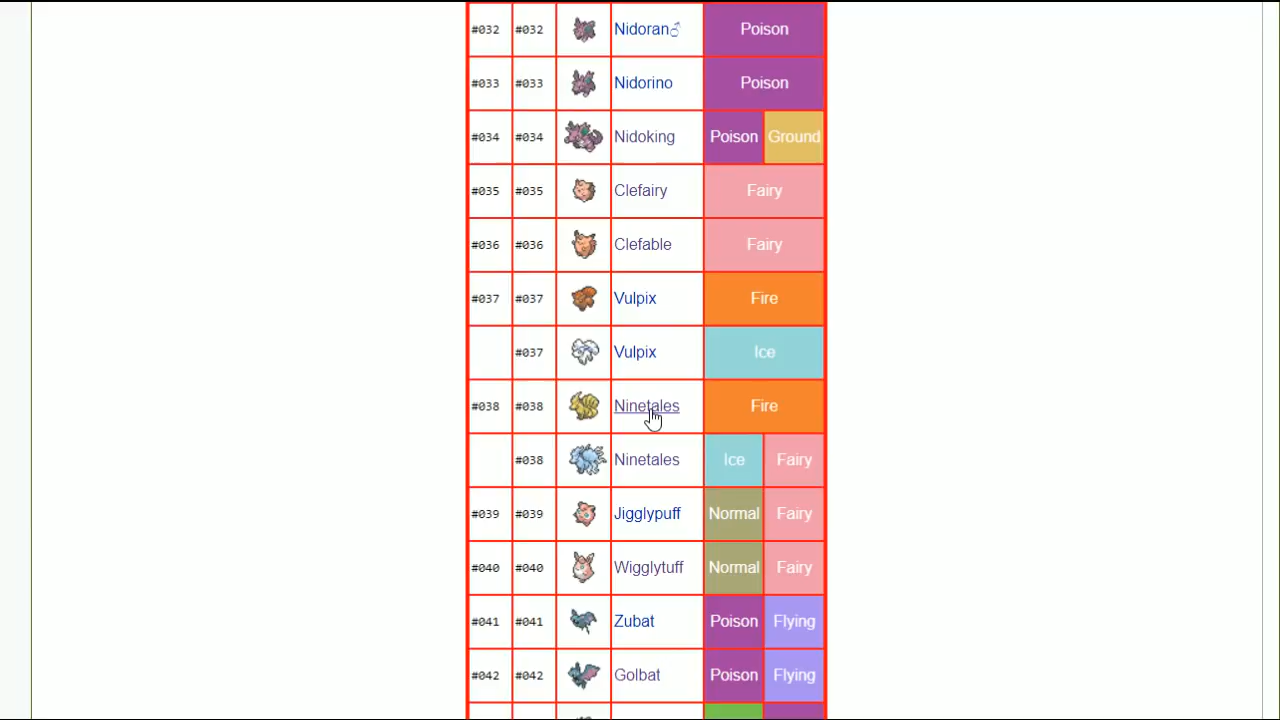 #032 #032 Nidoran♂ Poison
#033 #033 Nidorino Poison
#034 #034 Nidoking Poison Ground
#035 #035 Clefairy Fairy
#036 #036 Clefable Fairy
#037 #037 Vulpix Fire
#037 Vulpix Ice
#038 #038 Ninetales Fire
#038 Ninetales Ice Fairy
#039 #039 Jigglypuff Normal Fairy
#040 #040 Wigglytuff Normal Fairy
#041 #041 Zubat Poison Flying
#042 #042 Golbat Poison Flying